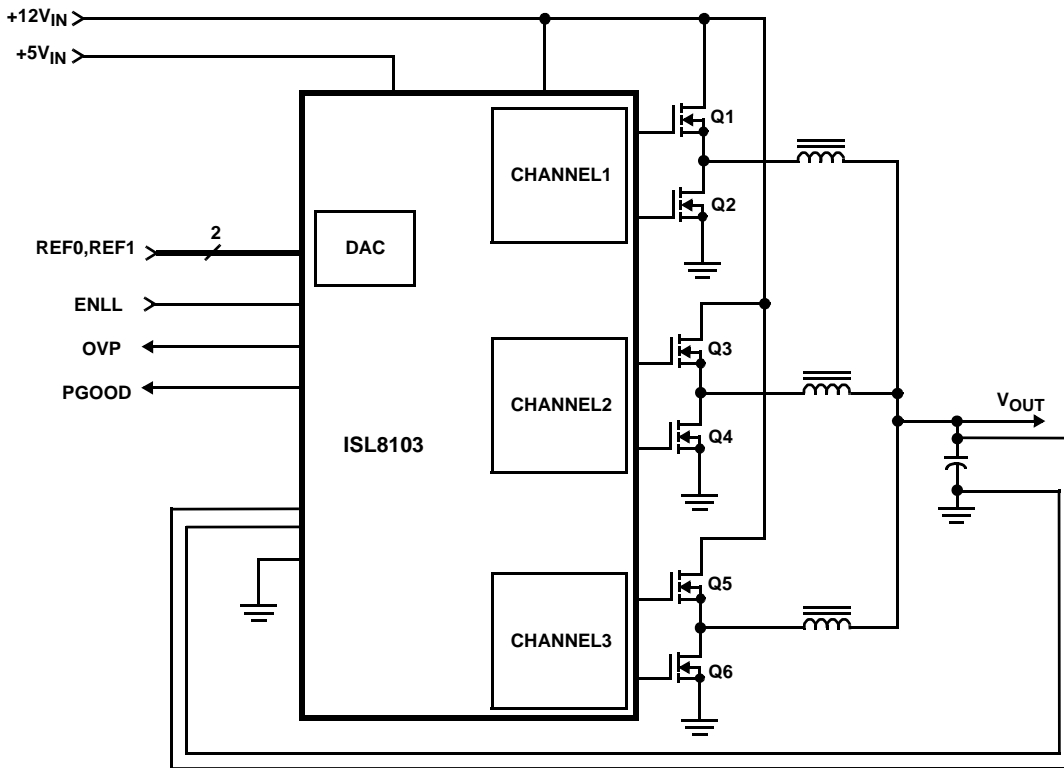 +12VIN
+5VIN
CHANNEL1
Q1
Q2
DAC
REF0,REF1
2
ENLL
OVP
PGOOD
CHANNEL2
Q3
Q4
ISL8103
VOUT
CHANNEL3
Q5
Q6